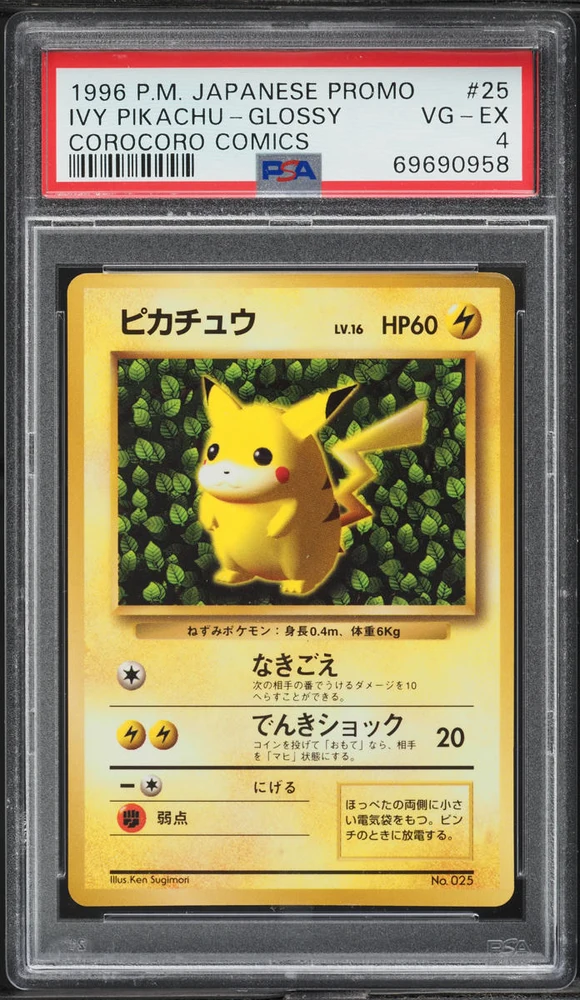 1996 P.M. JAPANESE PROMO #25
IVY PIKACHU-GLOSSY VG-EX
COROCORO COMICS 4
PSA 69690958
ピカチュウ LV.16 HP60
ねずみポケモン：身長0.4m、体重6Kg
なきごえ
次の相手の番でうけるダメージを10
へらすことができる。
でんきショック 20
コインを投げて「おもて」なら、相手
を「マヒ」状態にする。
にげる
弱点
ほっぺたの両側に小さ
い電気袋をもつ。ピン
チのときに放電する。
Illus.Ken Sugimori No. 025
PSA